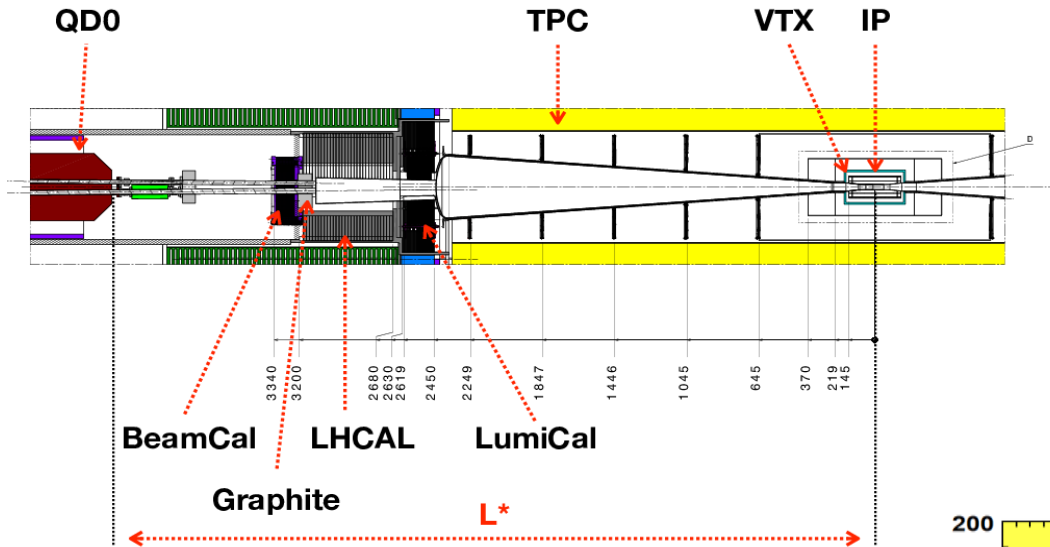 QD0 TPC VTX IP
D
3340 3200 2680 2630 2619 2450 2249 1847 1446 1045 645 370 219 145
BeamCal LHCAL LumiCal
Graphite
L*
200